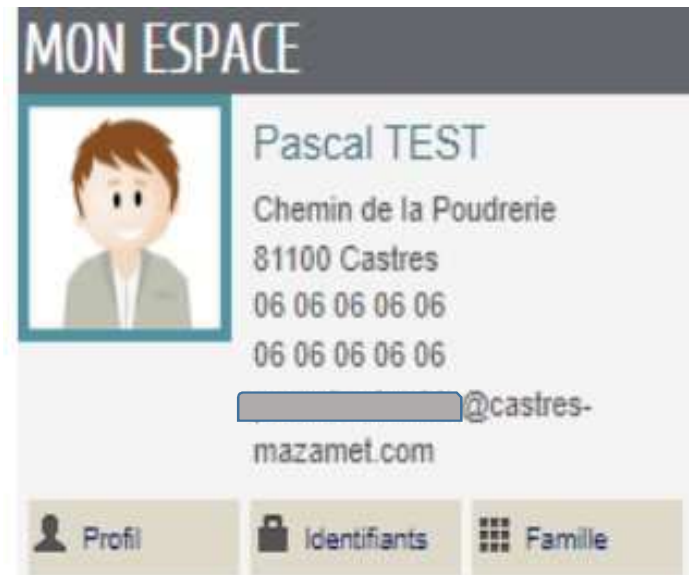 MON ESPACE
Pascal TEST
Chemin de la Poudrerie
81100 Castres
06 06 06 06 06
06 06 06 06 06
@castres-
mazamet.com
Profil Identifiants Famille